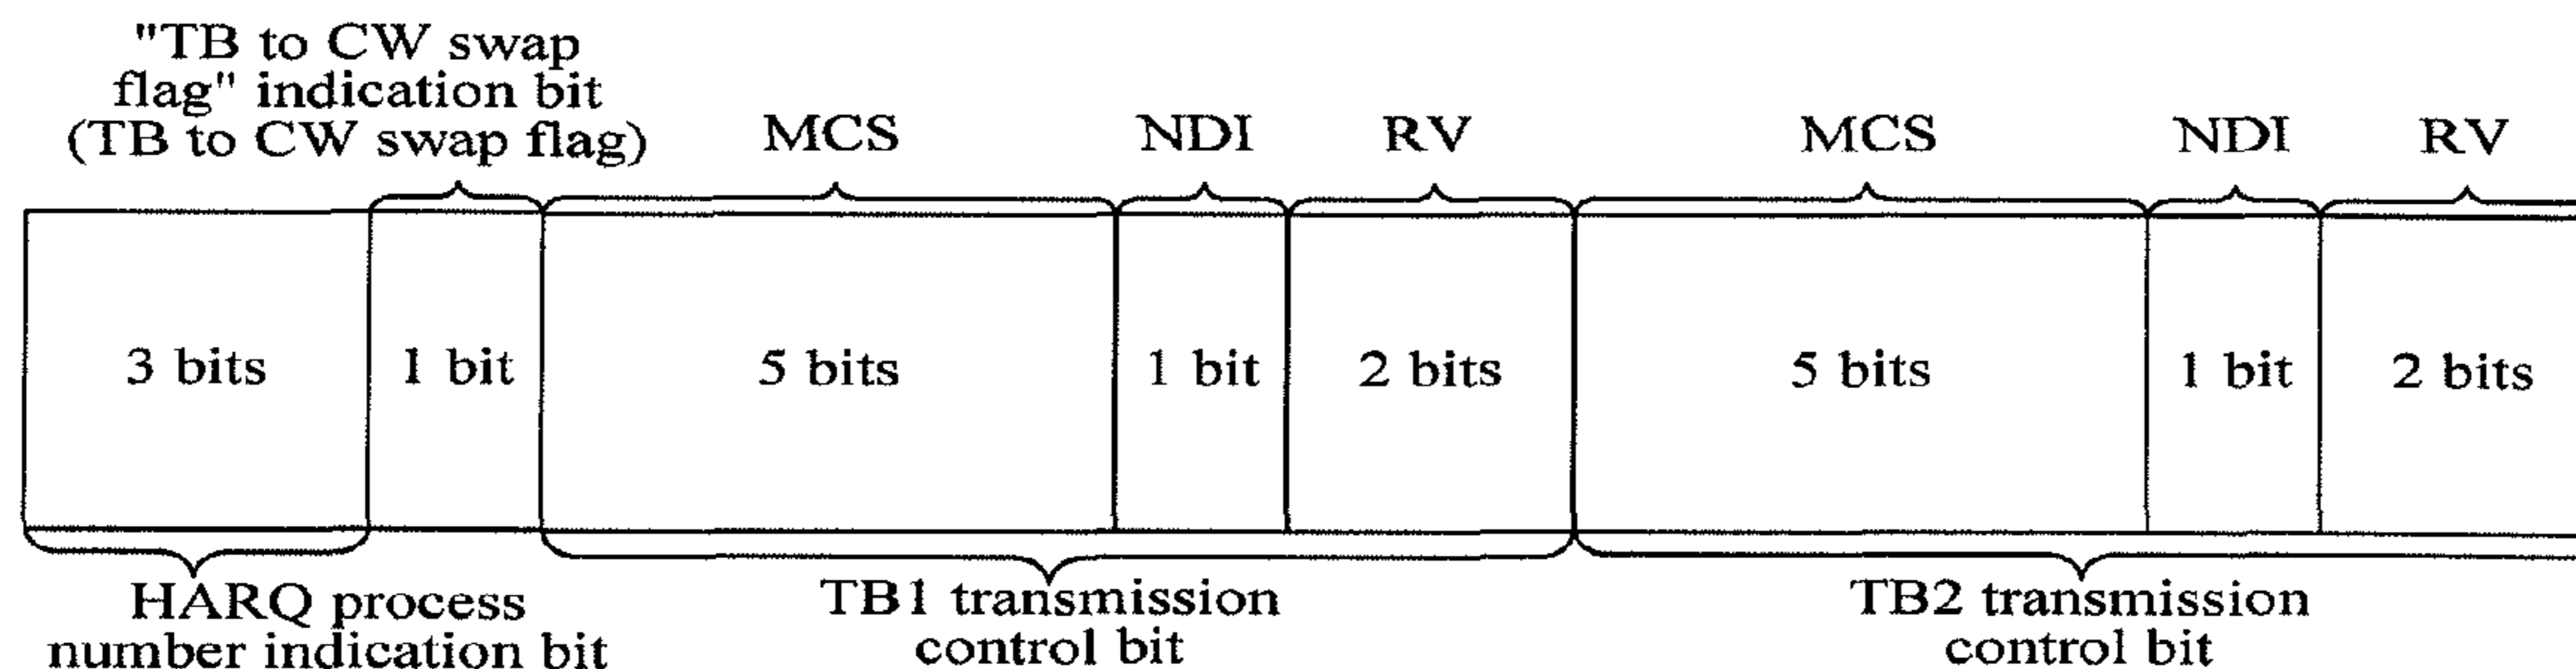 "TB to CW swap
flag" indication bit
(TB to CW swap flag)
MCS
NDI
RV
MCS
NDI
RV
3 bits
1 bit
5 bits
1 bit
2 bits
5 bits
1 bit
2 bits
HARQ process
number indication bit
TB1 transmission
control bit
TB2 transmission
control bit